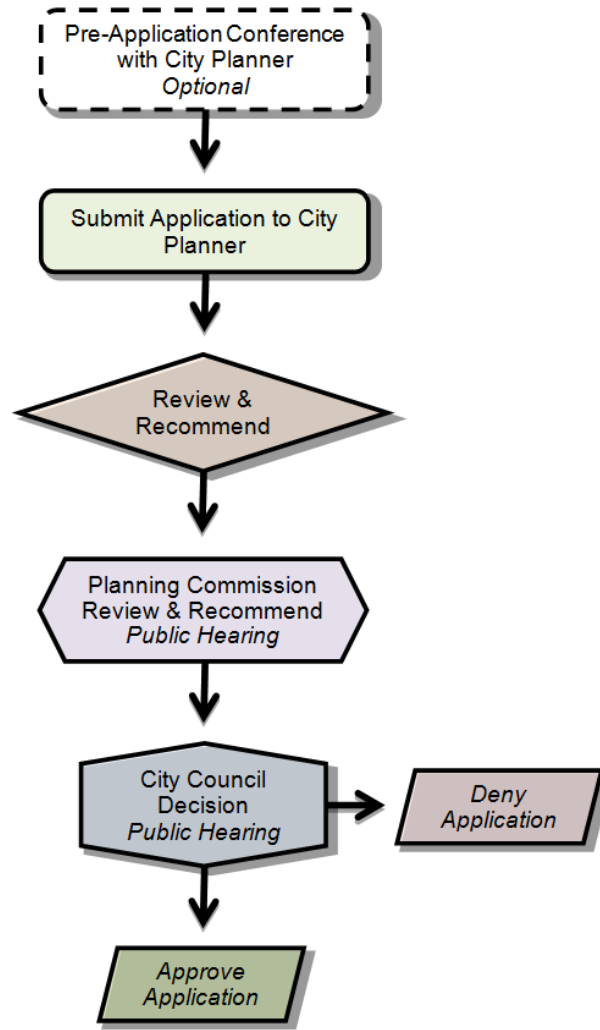 Pre-Application Conference
with City Planner
Optional
Submit Application to City
Planner
Review &
Recommend
Planning Commission
Review & Recommend
Public Hearing
City Council
Decision
Public Hearing
Deny
Application
Approve
Application